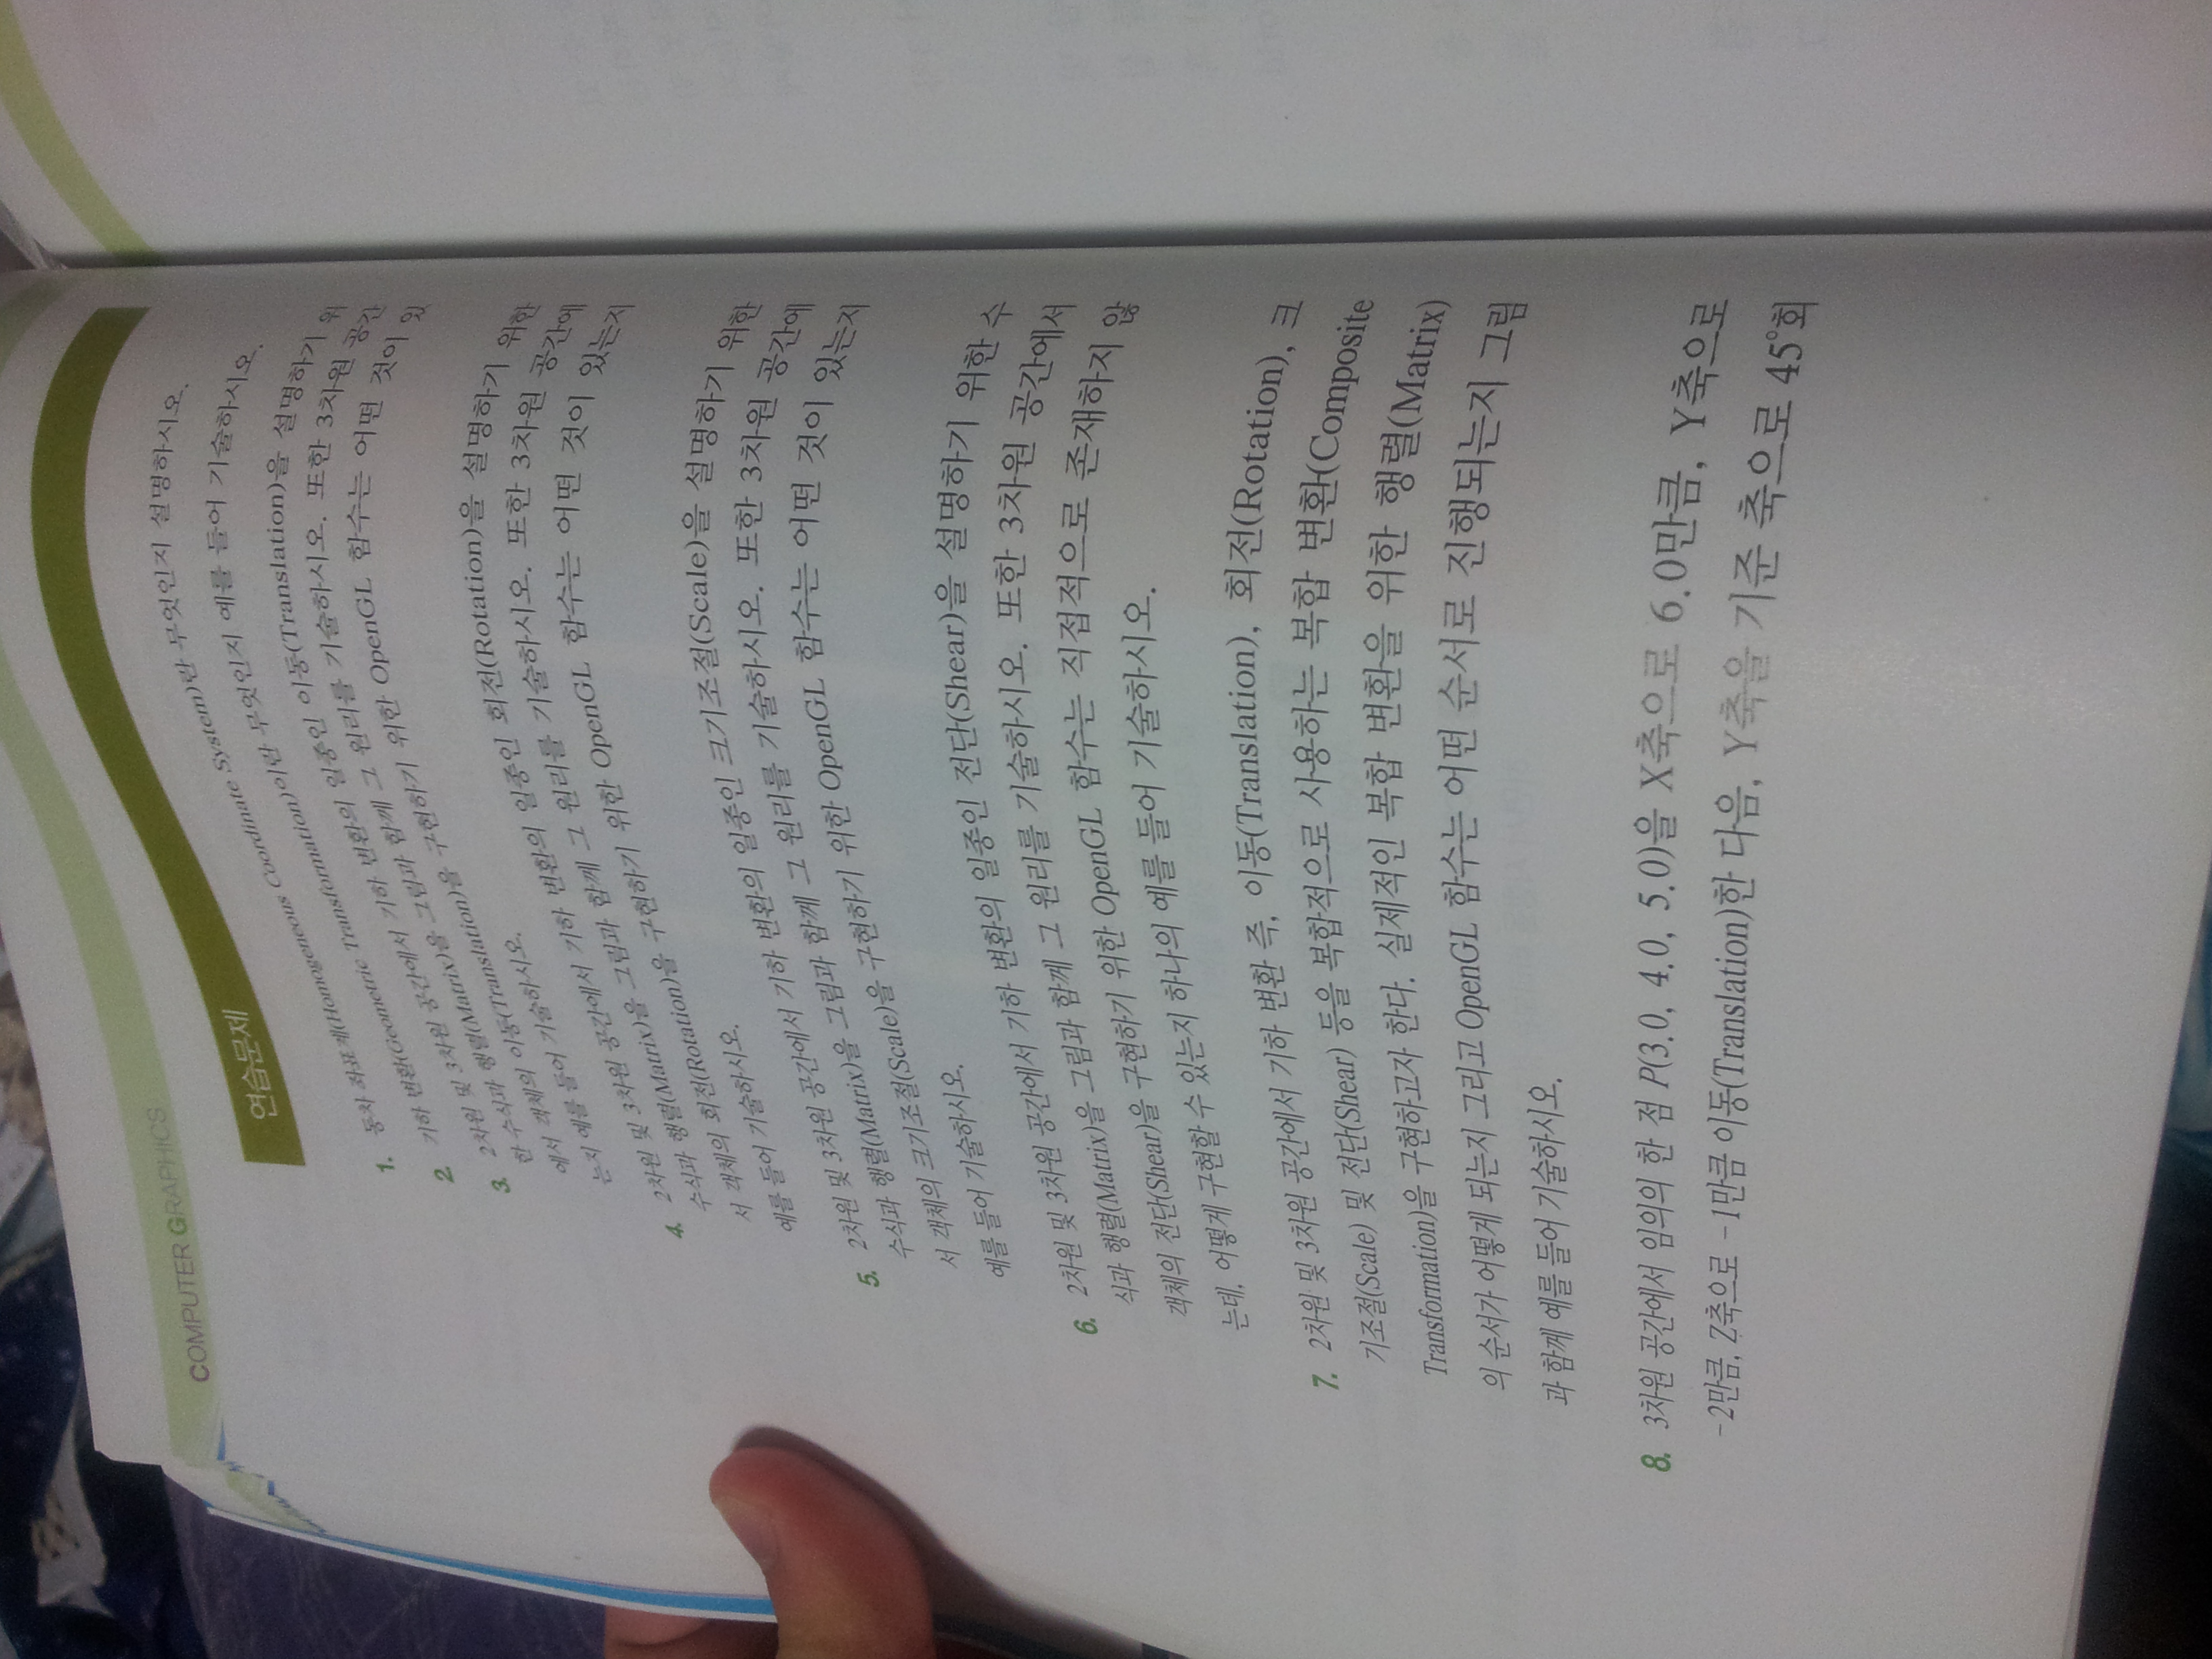 COMPUTER GRAPHICS
연습문제
1. 동차 좌표계(Homogeneous Coordinate System)란 무엇인지 설명하시오.
2. 기하 변환(Geometric Transformation)이란 무엇인지 예를 들어 기술하시오.
3. 2차원 및 3차원 공간에서 기하 변환의 일종인 이동(Translation)을 설명하기 위
한 수식과 행렬(Matrix)을 그림과 함께 그 원리를 기술하시오. 또한 3차원 공간
에서 객체의 이동(Translation)을 구현하기 위한 OpenGL 함수는 어떤 것이 있
는지 예를 들어 기술하시오.
4. 2차원 및 3차원 공간에서 기하 변환의 일종인 회전(Rotation)을 설명하기 위한
수식과 행렬(Matrix)을 그림과 함께 그 원리를 기술하시오. 또한 3차원 공간에
서 객체의 회전(Rotation)을 구현하기 위한 OpenGL 함수는 어떤 것이 있는지
예를 들어 기술하시오.
5. 2차원 및 3차원 공간에서 기하 변환의 일종인 크기조절(Scale)을 설명하기 위한
수식과 행렬(Matrix)을 그림과 함께 그 원리를 기술하시오. 또한 3차원 공간에
서 객체의 크기조절(Scale)을 구현하기 위한 OpenGL 함수는 어떤 것이 있는지
예를 들어 기술하시오.
6. 2차원 및 3차원 공간에서 기하 변환의 일종인 전단(Shear)을 설명하기 위한 수
식과 행렬(Matrix)을 그림과 함께 그 원리를 기술하시오. 또한 3차원 공간에서
객체의 전단(Shear)을 구현하기 위한 OpenGL 함수는 직접적으로 존재하지 않
는데, 어떻게 구현할 수 있는지 하나의 예를 들어 기술하시오.
7. 2차원 및 3차원 공간에서 기하 변환 즉, 이동(Translation), 회전(Rotation), 크
기조절(Scale) 및 전단(Shear) 등을 복합적으로 사용하는 복합 변환(Composite
Transformation)을 구현하고자 한다. 실제적인 복합 변환을 위한 행렬(Matrix)
의 순서가 어떻게 되는지 그리고 OpenGL 함수는 어떤 순서로 진행되는지 그림
과 함께 예를 들어 기술하시오.
8. 3차원 공간에서 임의의 한 점 P(3.0, 4.0, 5.0)을 X축으로 6.0만큼, Y축으로
-2만큼, Z축으로 -1만큼 이동(Translation)한 다음, Y축을 기준 축으로 45°회